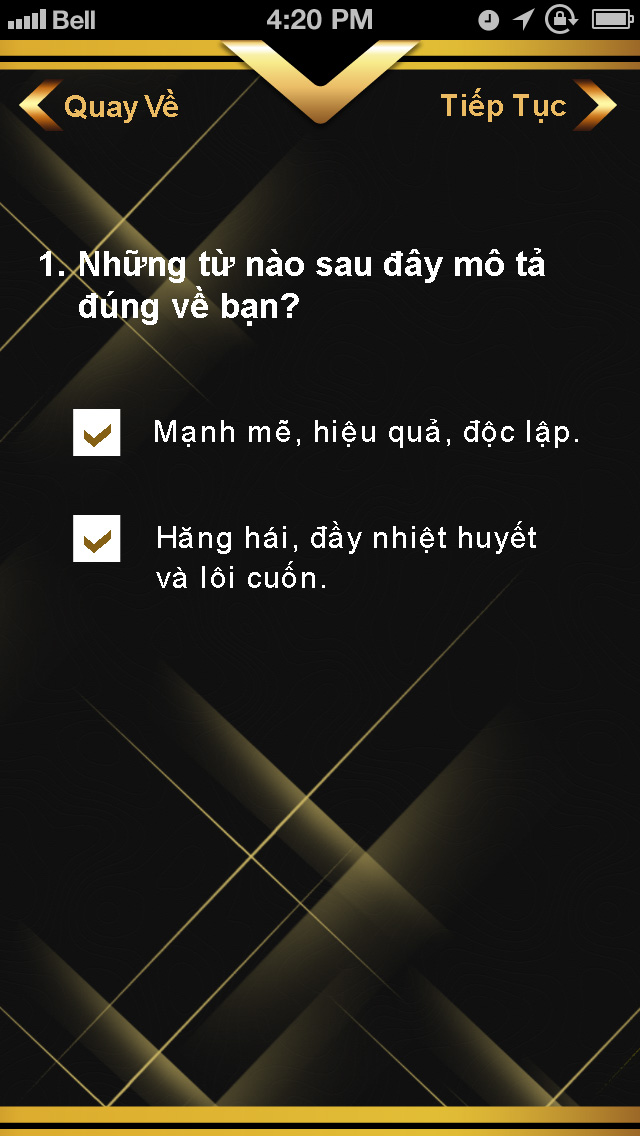 Bell 4:20 PM
Quay Về Tiếp Tục
1. Những từ nào sau đây mô tả
đúng về bạn?
Mạnh mẽ, hiệu quả, độc lập.
Hăng hái, đầy nhiệt huyết
và lôi cuốn.